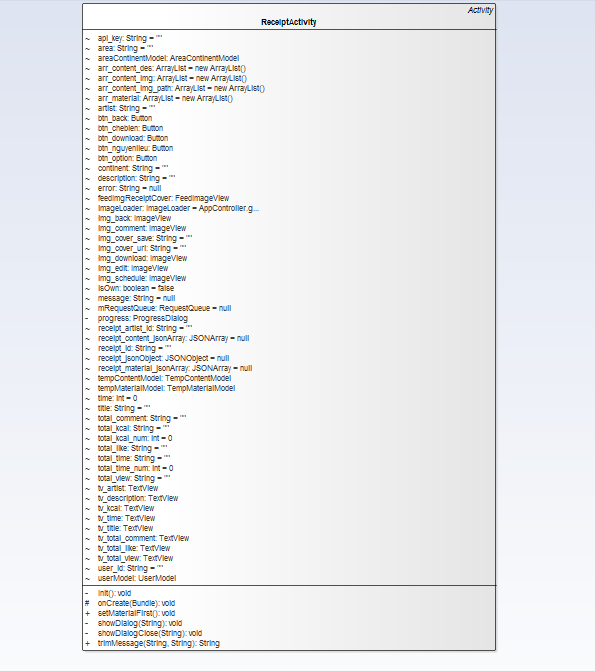 Activity
ReceiptActivity
~ api_key: String = ""
~ area: String = ""
~ areaContinentModel: AreaContinentModel
~ arr_content_des: ArrayList = new ArrayList()
~ arr_content_img: ArrayList = new ArrayList()
~ arr_content_img_path: ArrayList = new ArrayList()
~ arr_material: ArrayList = new ArrayList()
~ artist: String = ""
~ btn_back: Button
~ btn_chebien: Button
~ btn_download: Button
~ btn_nguyenlieu: Button
~ btn_option: Button
~ continent: String = ""
~ description: String = ""
~ error: String = null
~ feedImgReceiptCover: FeedImageView
~ imageLoader: ImageLoader = AppController.g...
~ img_back: ImageView
~ img_comment: ImageView
~ img_cover_save: String = ""
~ img_cover_url: String = ""
~ img_download: ImageView
~ img_edit: ImageView
~ img_schedule: ImageView
~ isOwn: boolean = false
~ message: String = null
~ mRequestQueue: RequestQueue = null
- progress: ProgressDialog
~ receipt_artist_id: String = ""
~ receipt_content_jsonArray: JSONArray = null
~ receipt_id: String = ""
~ receipt_jsonObject: JSONObject = null
~ receipt_material_jsonArray: JSONArray = null
~ tempContentModel: TempContentModel
~ tempMaterialModel: TempMaterialModel
~ time: int = 0
~ title: String = ""
~ total_comment: String = ""
~ total_kcal: String = ""
~ total_kcal_num: int = 0
~ total_like: String = ""
~ total_time: String = ""
~ total_time_num: int = 0
~ total_view: String = ""
~ tv_artist: TextView
~ tv_description: TextView
~ tv_kcal: TextView
~ tv_time: TextView
~ tv_title: TextView
~ tv_total_comment: TextView
~ tv_total_like: TextView
~ tv_total_view: TextView
~ user_id: String = ""
~ userModel: UserModel
- init(): void
# onCreate(Bundle): void
+ setMaterialFirst(): void
- showDialog(String): void
- showDialogClose(String): void
+ trimMessage(String, String): String